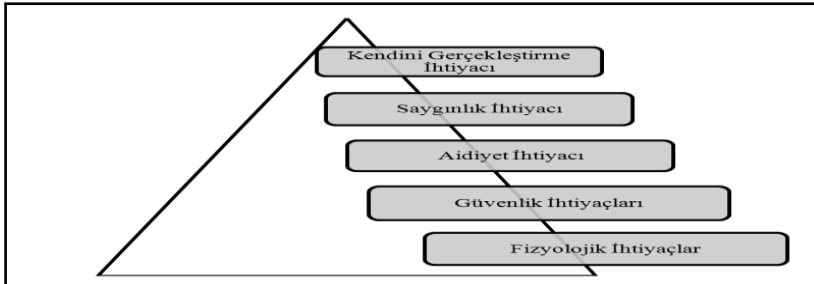 Kendini Gerçekleştirme
İhtiyacı
Saygınlık İhtiyacı
Aidiyet İhtiyacı
Güvenlik İhtiyaçları
Fizyolojik İhtiyaçlar